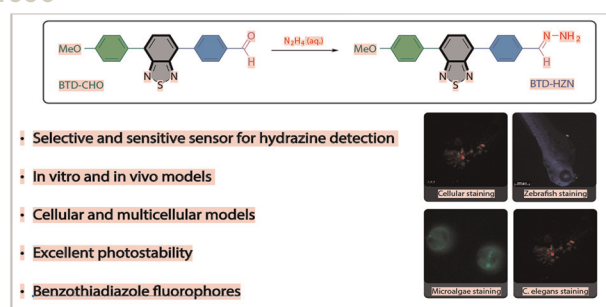 N₂H₄ (aq.)
MeO
O
H
N
S
N
BTD-CHO
MeO
N-NH₂
H
N
S
N
BTD-HZN
• Selective and sensitive sensor for hydrazine detection
• In vitro and in vivo models
• Cellular and multicellular models
• Excellent photostability
• Benzothiadiazole fluorophores
Cellular staining
Zebrafish staining
Microalgae staining
C. elegans staining